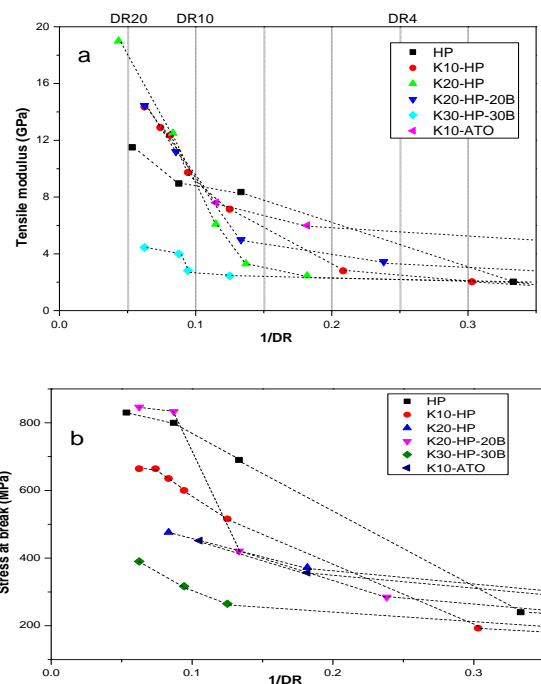 DR20 DR10 DR4
a
HP
K10-HP
K20-HP
K20-HP-20B
K30-HP-30B
K10-ATO
20
16
12
8
4
0
Tensile modulus (GPa)
0.0 0.1 0.2 0.3
1/DR
b
HP
K10-HP
K20-HP
K20-HP-20B
K30-HP-30B
K10-ATO
800
600
400
200
Stress at break (MPa)
0.0 0.1 0.2 0.3
1/DR